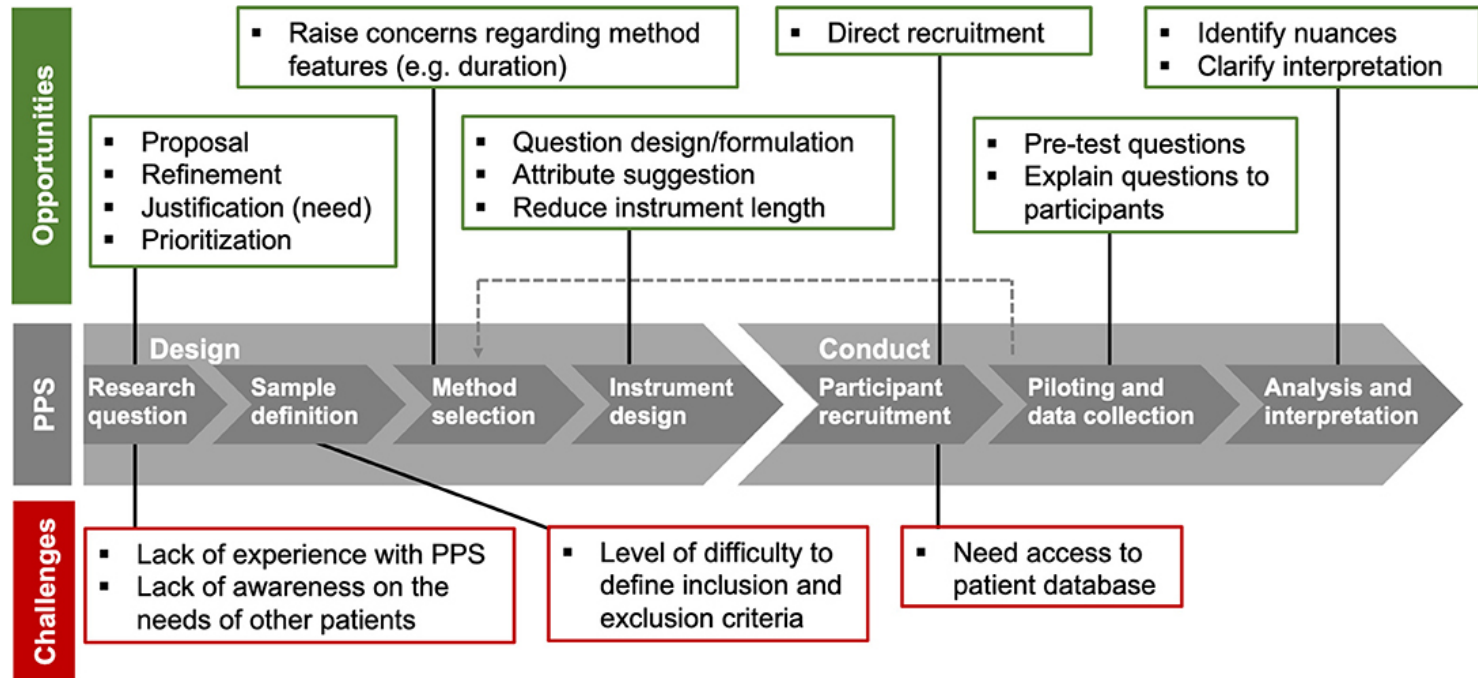 Opportunities
▪ Raise concerns regarding method
features (e.g. duration)
▪ Direct recruitment
▪ Identify nuances
▪ Clarify interpretation
▪ Proposal
▪ Refinement
▪ Justification (need)
▪ Prioritization
▪ Question design/formulation
▪ Attribute suggestion
▪ Reduce instrument length
▪ Pre-test questions
▪ Explain questions to
participants
PPS
Design
Research
question
Sample
definition
Method
selection
Instrument
design
Conduct
Participant
recruitment
Piloting and
data collection
Analysis and
interpretation
Challenges
▪ Lack of experience with PPS
▪ Lack of awareness on the
needs of other patients
▪ Level of difficulty to
define inclusion and
exclusion criteria
▪ Need access to
patient database